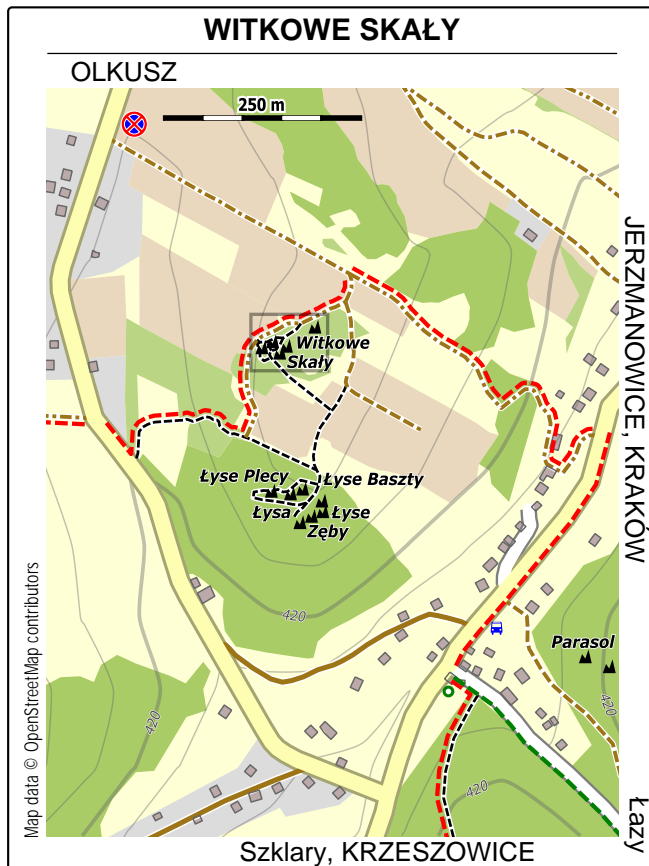 WITKOWE SKAŁY
OLKUSZ
250 m
JERZMANOWICE, KRAKÓW
Witkowe
Skały
Łyse Plecy
Łyse Baszty
Łysa
Łyse
Zęby
420
Parasol
420
420
420
Map data © OpenStreetMap contributors
Łazy
Szklary, KRZESZOWICE